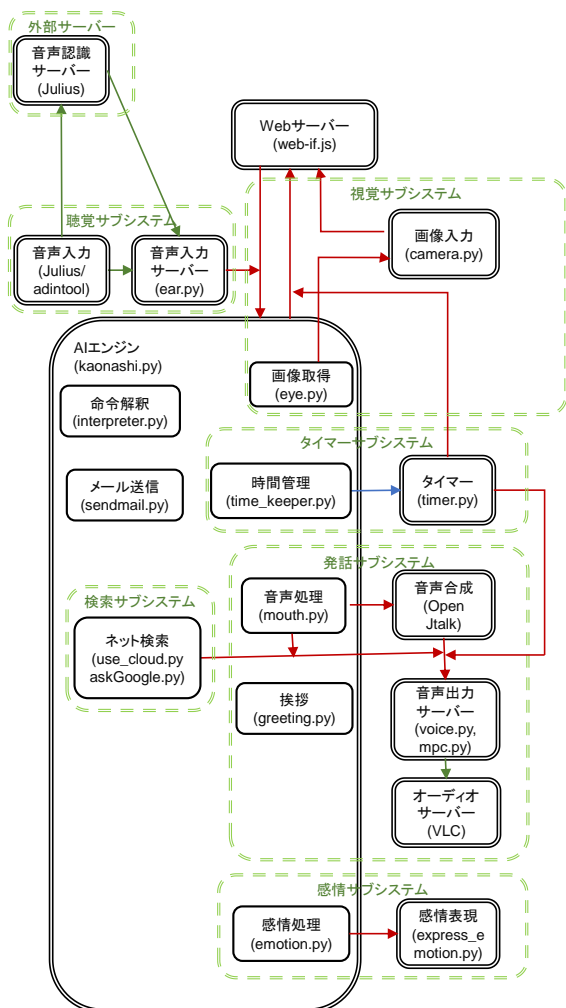 外部サーバー
音声認識
サーバー
(Julius)
Webサーバー
(web-if.js)
視覚サブシステム
聴覚サブシステム
音声入力
(Julius/
adintool)
音声入力
サーバー
(ear.py)
画像入力
(camera.py)
AIエンジン
(kaonashi.py)
画像取得
(eye.py)
命令解釈
(interpreter.py)
タイマーサブシステム
メール送信
(sendmail.py)
時間管理
(time_keeper.py)
タイマー
(timer.py)
発話サブシステム
検索サブシステム
音声処理
(mouth.py)
音声合成
(Open
Jtalk)
ネット検索
(use_cloud.py
askGoogle.py)
挨拶
(greeting.py)
音声出力
サーバー
(voice.py,
mpc.py)
オーディオ
サーバー
(VLC)
感情サブシステム
感情処理
(emotion.py)
感情表現
(express_e
motion.py)